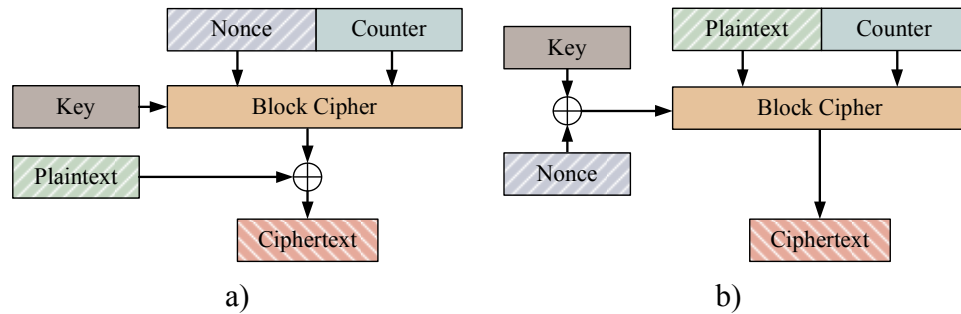 Nonce
Counter
Key
Block Cipher
Plaintext
Ciphertext
a)
Key
Plaintext
Counter
Block Cipher
Nonce
Ciphertext
b)